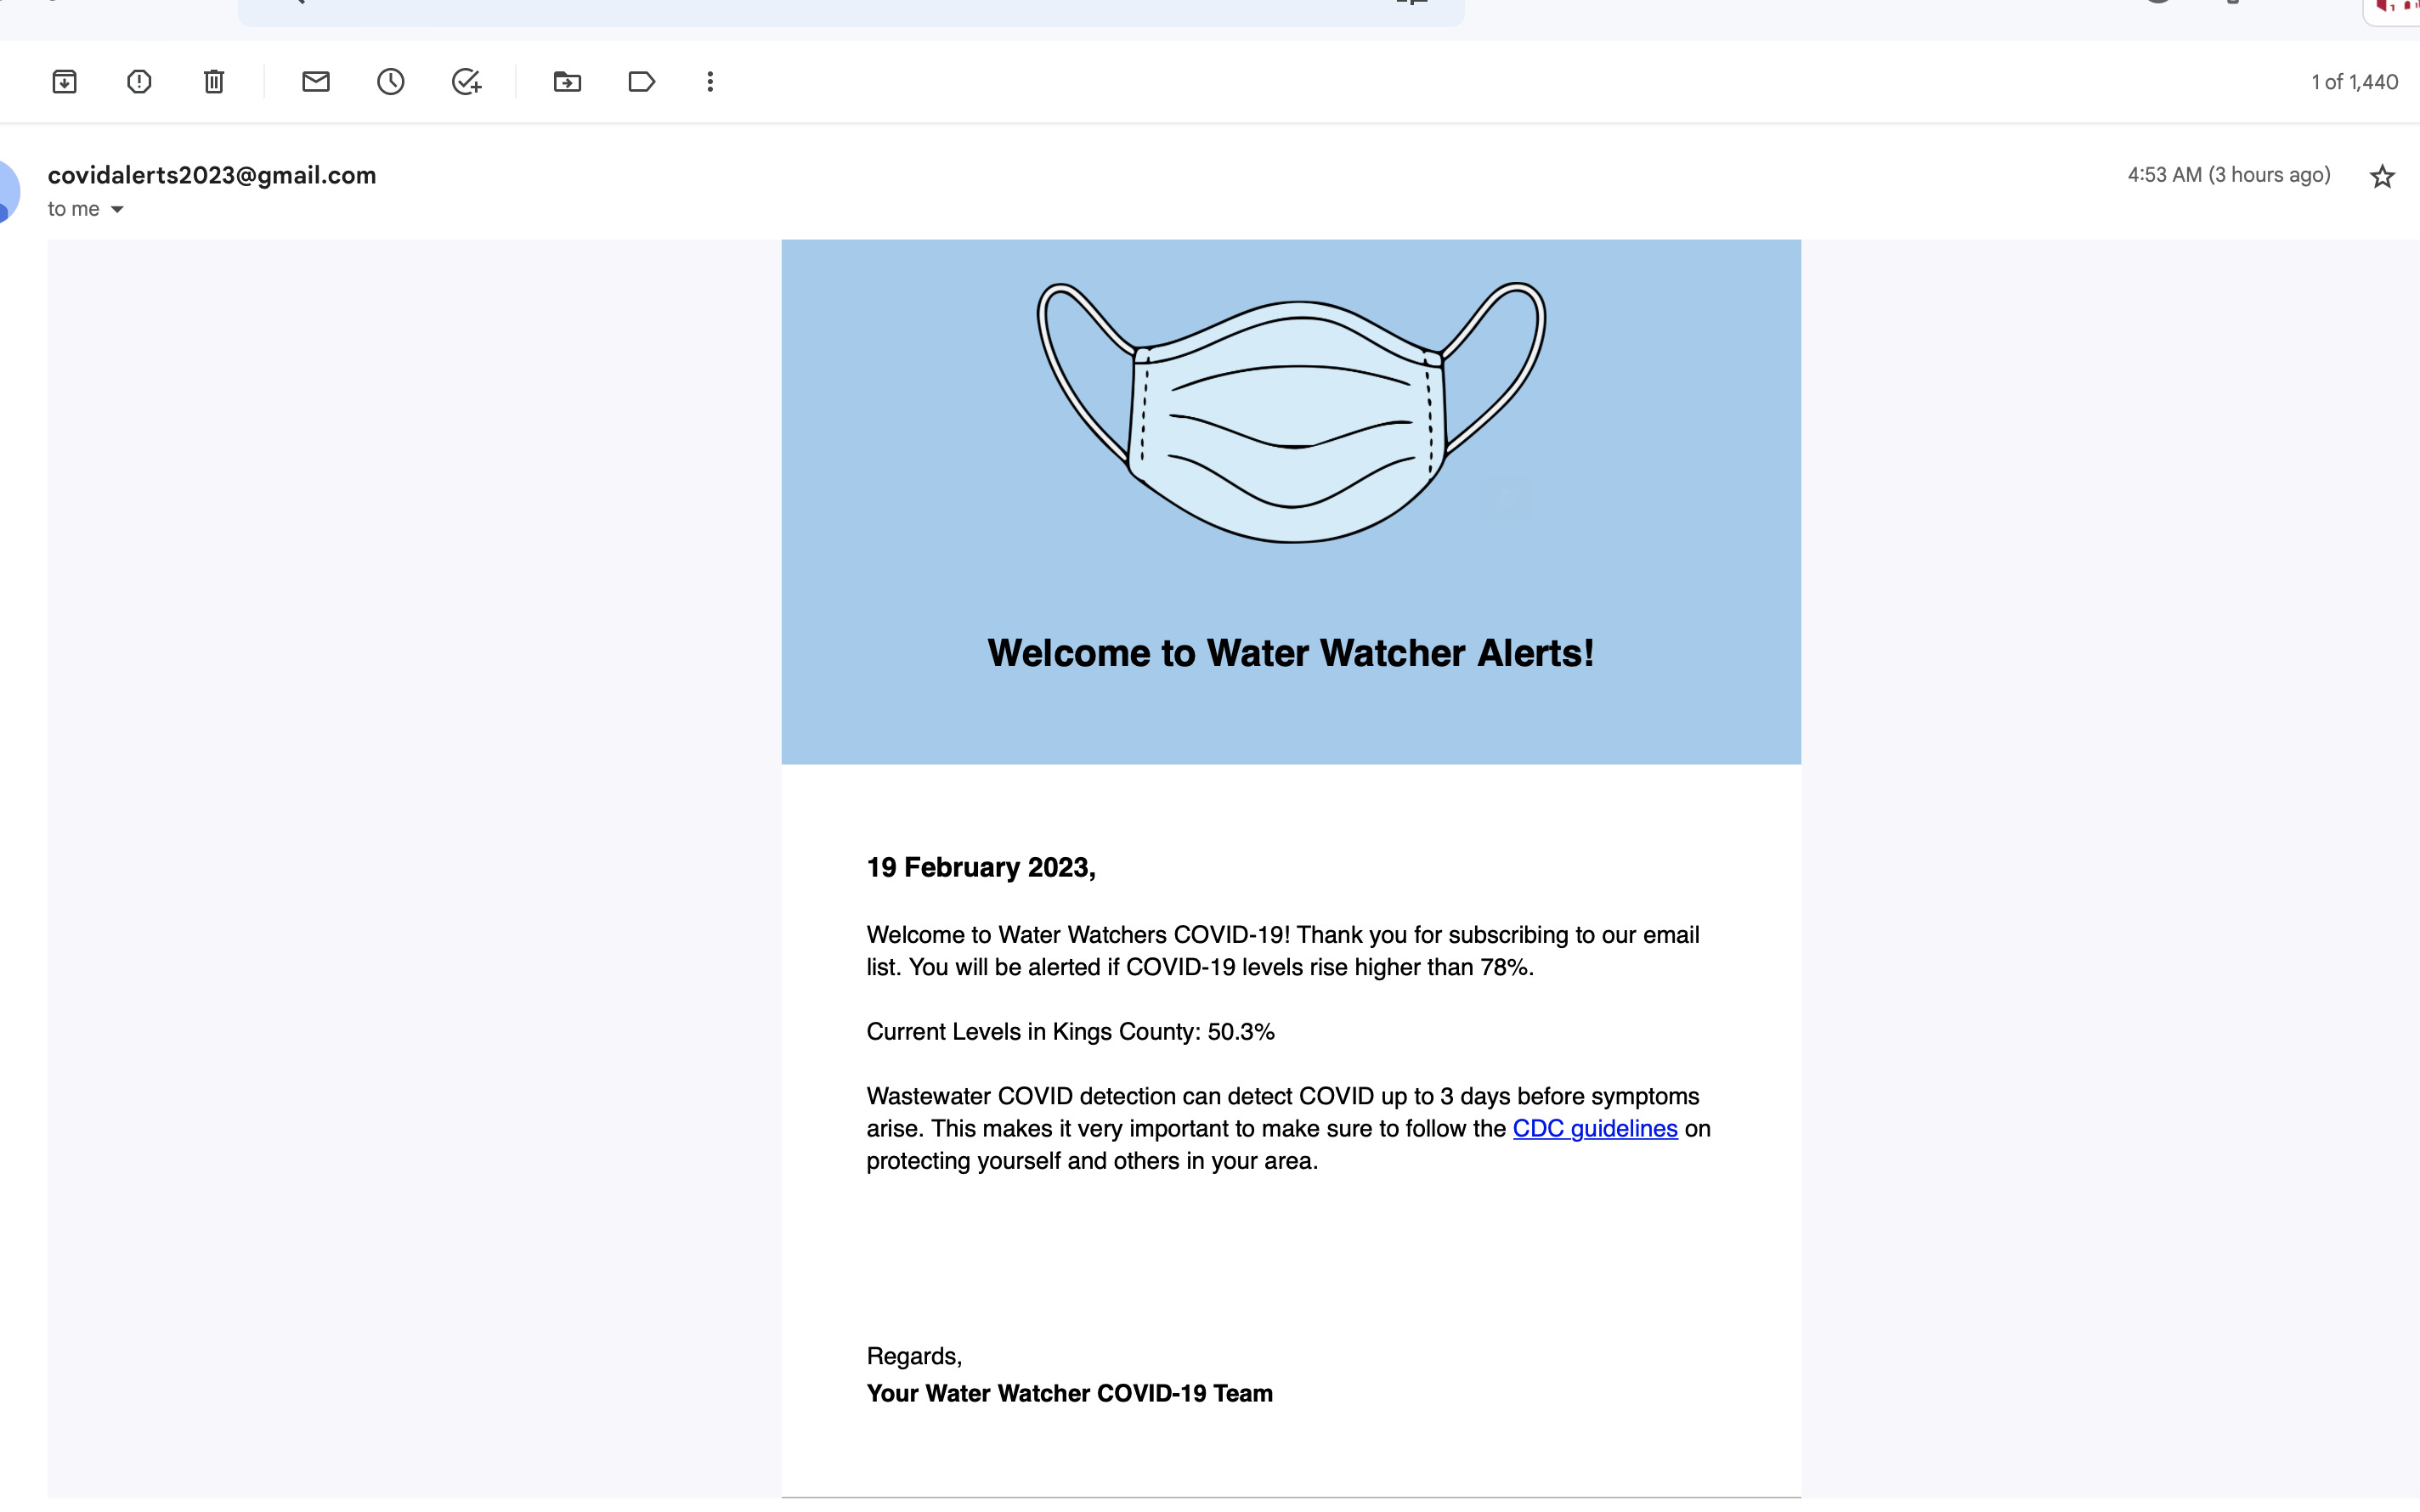 1 of 1,440
covidalerts2023@gmail.com
4:53 AM (3 hours ago)
to me
Welcome to Water Watcher Alerts!
19 February 2023,
Welcome to Water Watchers COVID-19! Thank you for subscribing to our email
list. You will be alerted if COVID-19 levels rise higher than 78%.
Current Levels in Kings County: 50.3%
Wastewater COVID detection can detect COVID up to 3 days before symptoms
arise. This makes it very important to make sure to follow the CDC guidelines on
protecting yourself and others in your area.
Regards,
Your Water Watcher COVID-19 Team